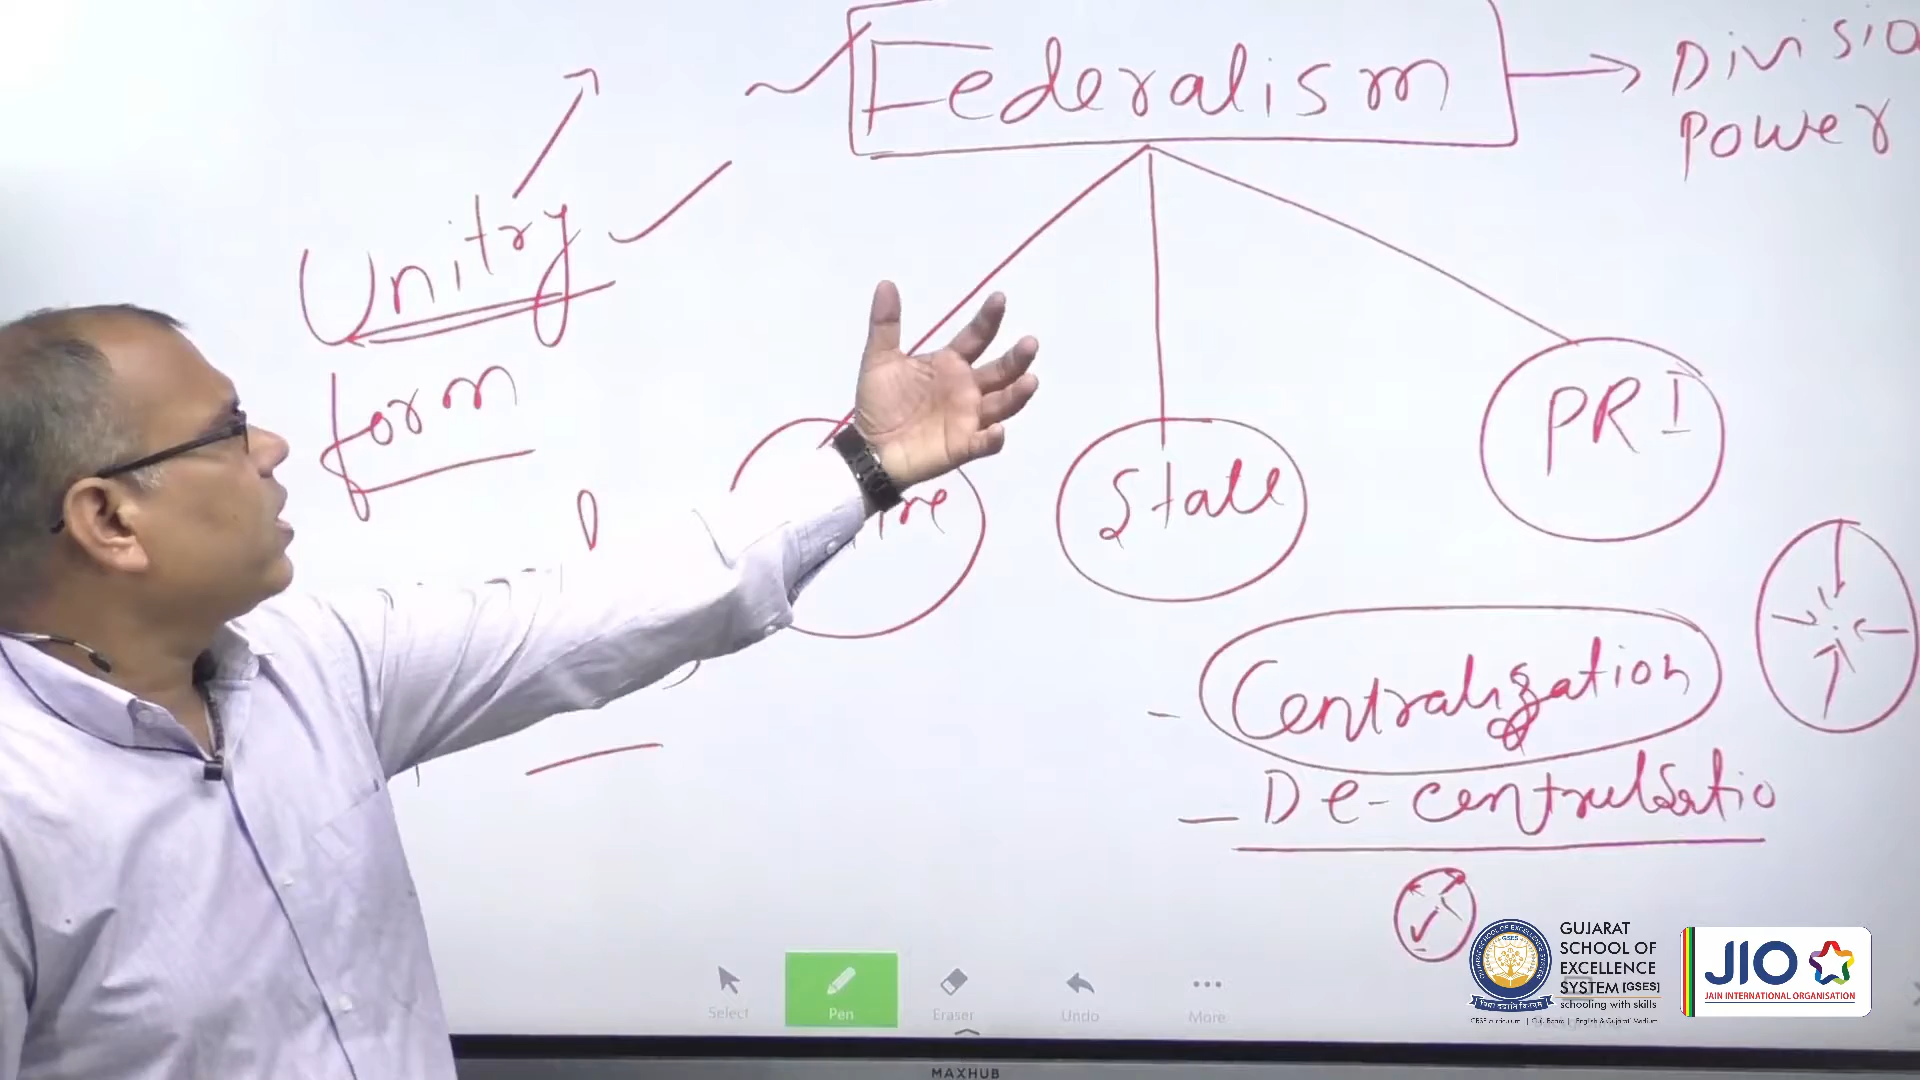 Federalism
Divisio
Power
Unitry
form
State
PRI
- Centralization
- De-centralisatio
Select
Pen
Eraser
Undo
More
GUJARAT
SCHOOL OF
EXCELLENCE
SYSTEM [GSES]
schooling with skills
JIO
JAIN INTERNATIONAL ORGANISATION
MAXHUB